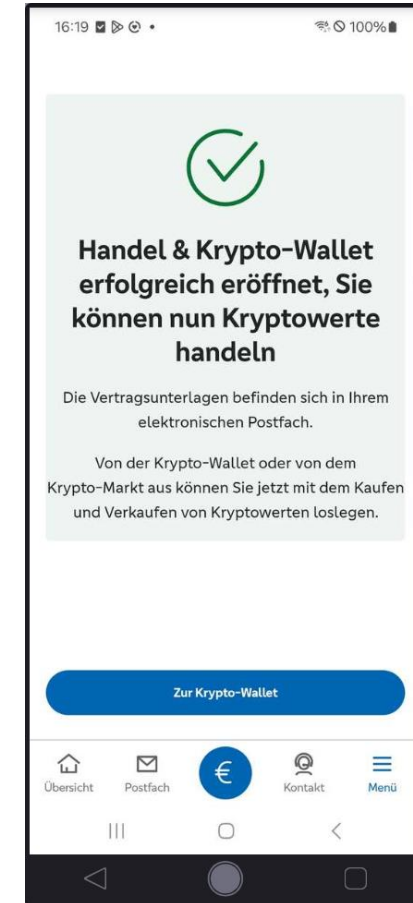 16:19
100%
Handel & Krypto-Wallet
erfolgreich eröffnet, Sie
können nun Kryptowerte
handeln
Die Vertragsunterlagen befinden sich in Ihrem
elektronischen Postfach.
Von der Krypto-Wallet oder von dem
Krypto-Markt aus können Sie jetzt mit dem Kaufen
und Verkaufen von Kryptowerten loslegen.
Zur Krypto-Wallet
€
Übersicht Postfach Kontakt Menü